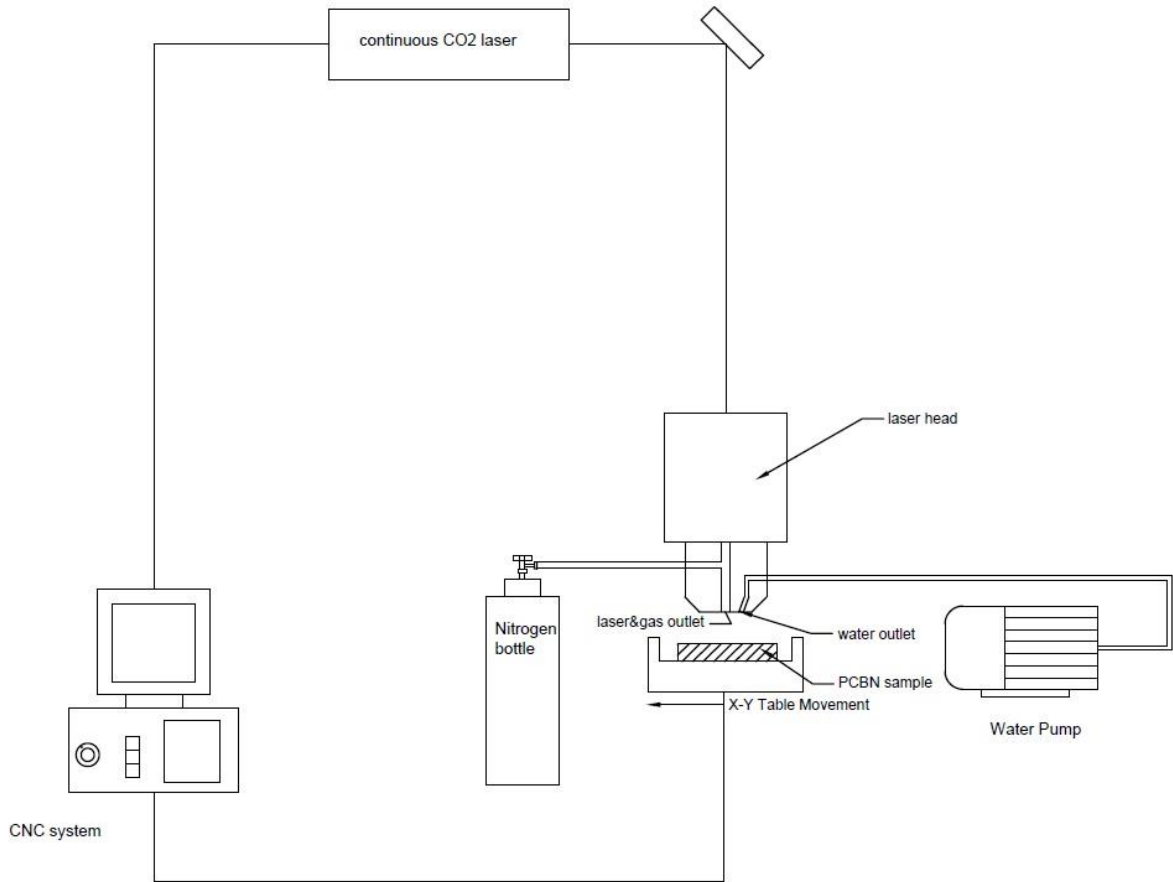 continuous CO2 laser
laser head
laser&gas outlet
Nitrogen
bottle
water outlet
PCBN sample
X-Y Table Movement
Water Pump
CNC system